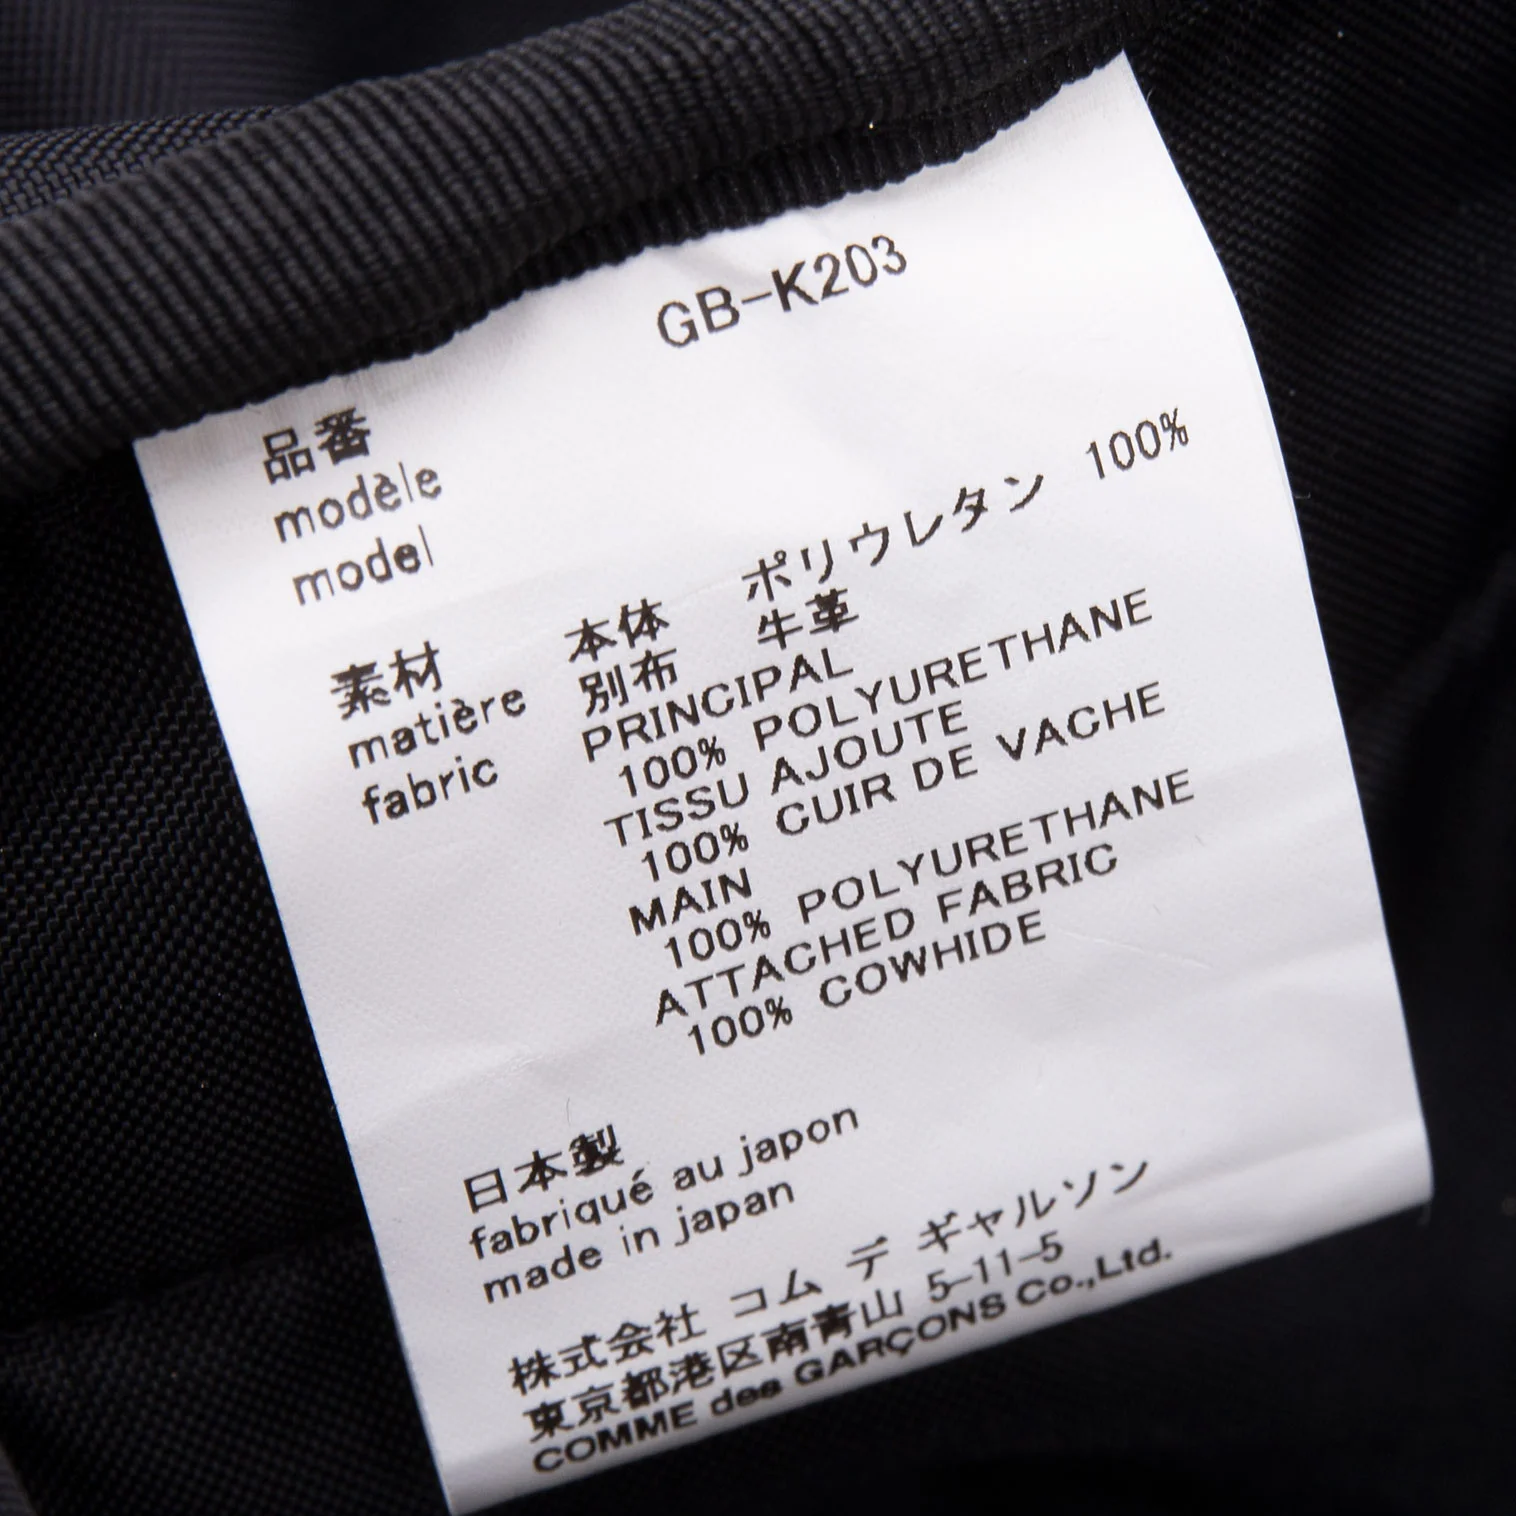 GB-K203
品番
modèle
model
素材 本体 ポリウレタン 100%
matière 別布 牛革
fabric PRINCIPAL
100% POLYURETHANE
TISSU AJOUTE
100% CUIR DE VACHE
MAIN
100% POLYURETHANE
ATTACHED FABRIC
100% COWHIDE
日本製
fabriqué au japon
made in japan
株式会社 コム デ ギャルソン
東京都港区南青山 5-11-5
COMME des GARÇONS Co.,Ltd.